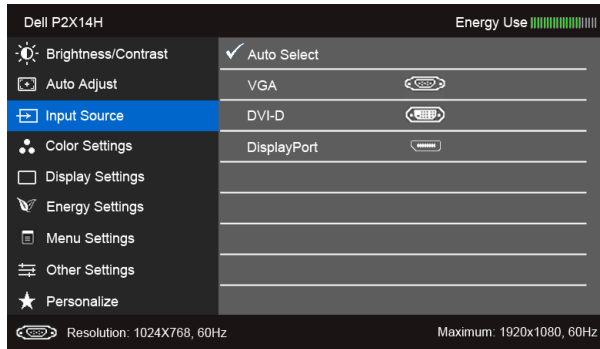 Dell P2X14H Energy Use
Brightness/Contrast Auto Select
Auto Adjust VGA
Input Source DVI-D
Color Settings DisplayPort
Display Settings
Energy Settings
Menu Settings
Other Settings
Personalize
Resolution: 1024X768, 60Hz Maximum: 1920x1080, 60Hz